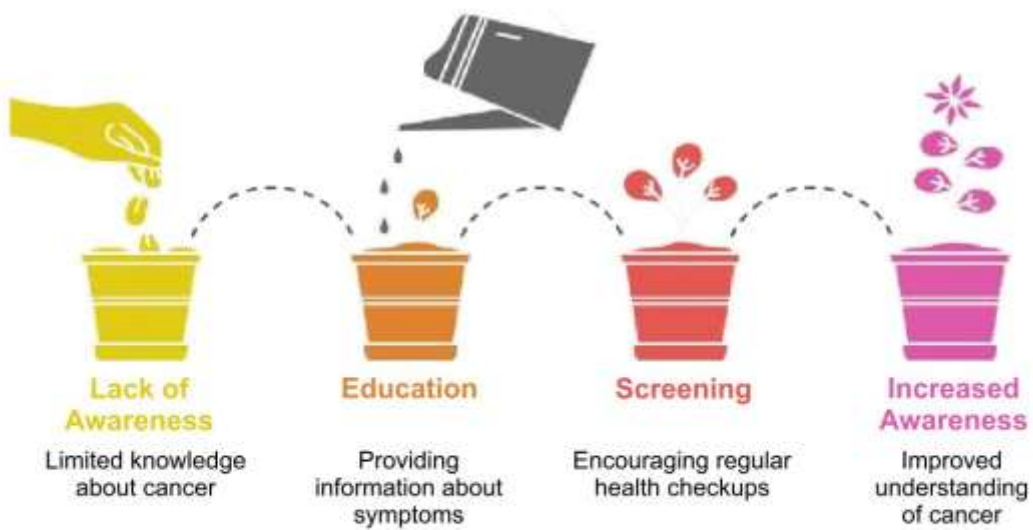 Lack of
Awareness
Limited knowledge
about cancer
Education
Providing
information about
symptoms
Screening
Encouraging regular
health checkups
Increased
Awareness
Improved
understanding
of cancer